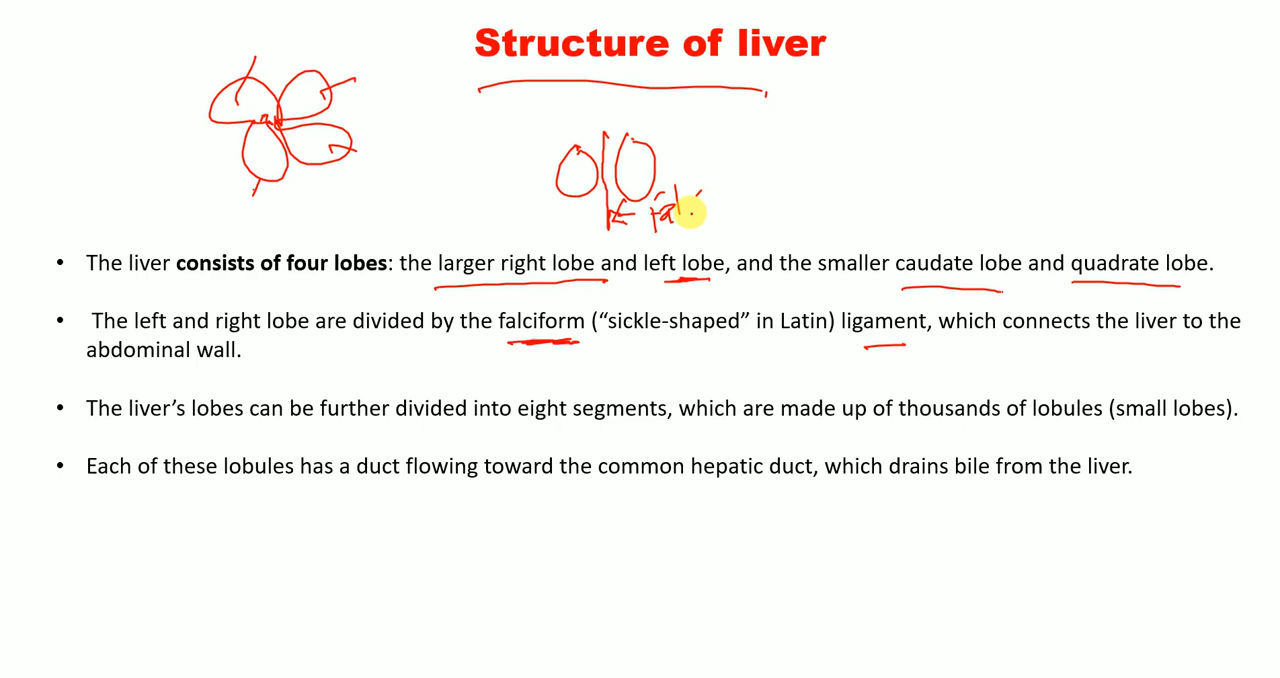 Structure of liver
• The liver consists of four lobes: the larger right lobe and left lobe, and the smaller caudate lobe and quadrate lobe.
• The left and right lobe are divided by the falciform (“sickle-shaped” in Latin) ligament, which connects the liver to the
abdominal wall.
• The liver’s lobes can be further divided into eight segments, which are made up of thousands of lobules (small lobes).
• Each of these lobules has a duct flowing toward the common hepatic duct, which drains bile from the liver.